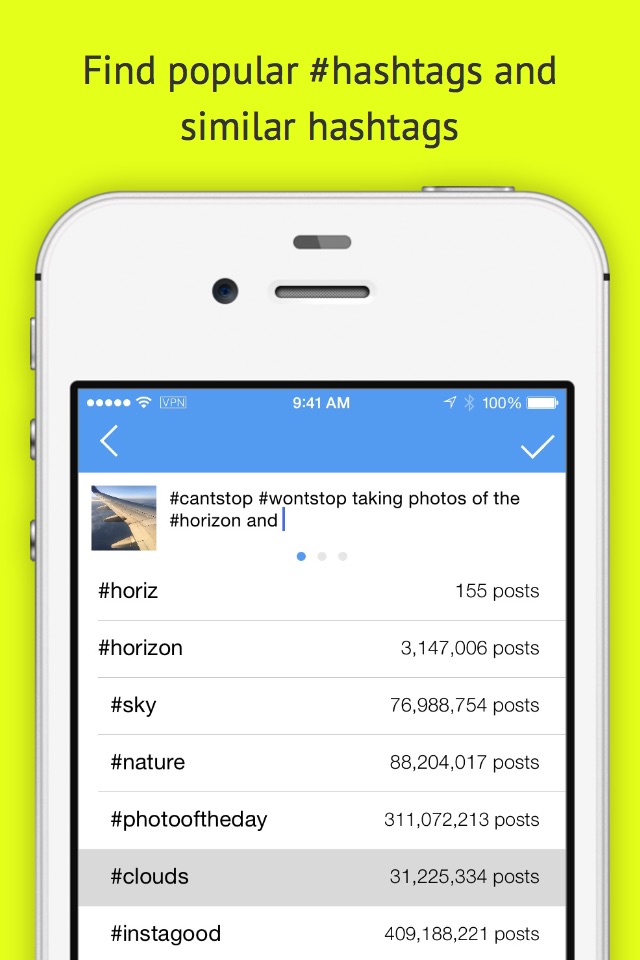 Find popular #hashtags and
similar hashtags
VPN 9:41 AM 100%
#cantstop #wontstop taking photos of the
#horizon and
#horiz 155 posts
#horizon 3,147,006 posts
#sky 76,988,754 posts
#nature 88,204,017 posts
#photooftheday 311,072,213 posts
#clouds 31,225,334 posts
#instagood 409,188,221 posts